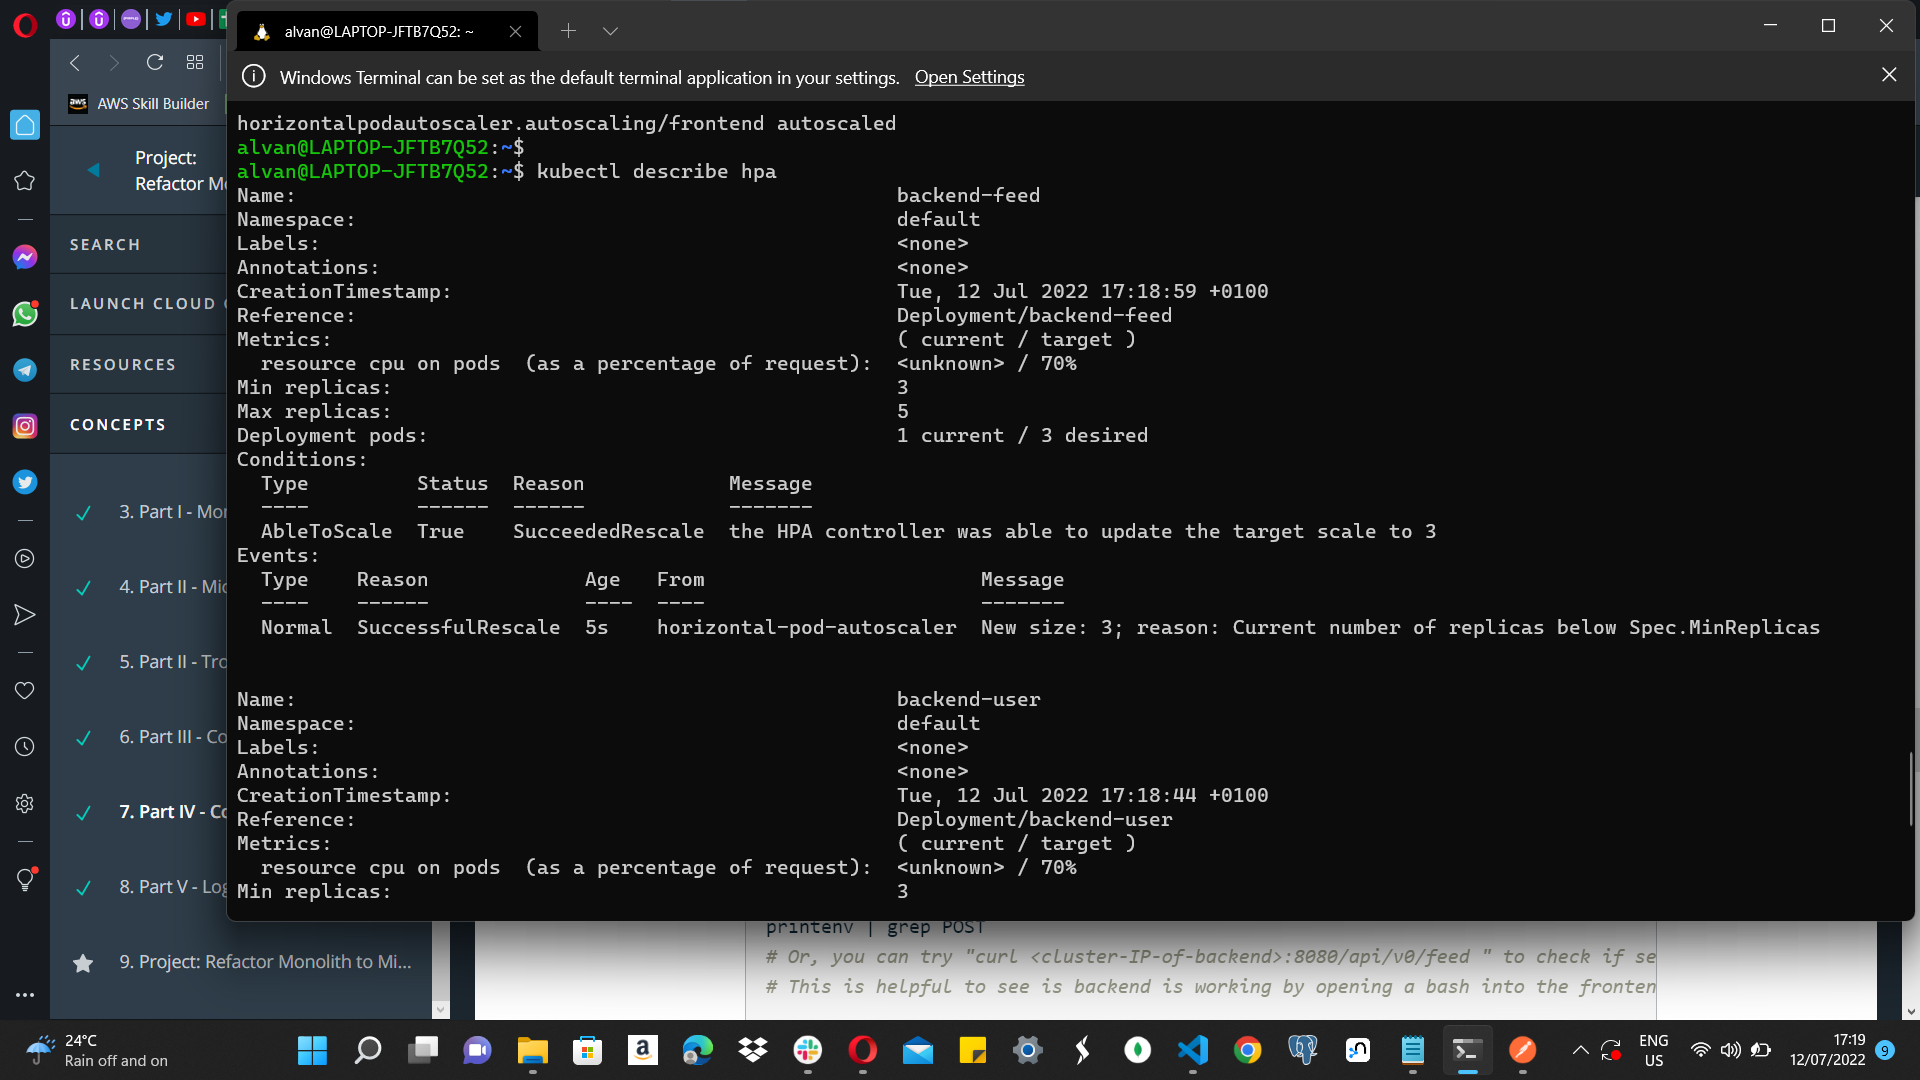 alvan@LAPTOP-JFTB7Q52: ~
Windows Terminal can be set as the default terminal application in your settings. Open Settings
aws AWS Skill Builder
Project:
Refactor Mo
SEARCH
LAUNCH CLOUD
RESOURCES
CONCEPTS
3. Part I - Mon
4. Part II - Mic
5. Part II - Tro
6. Part III - Co
7. Part IV - Co
8. Part V - Log
9. Project: Refactor Monolith to Mi...
horizontalpodautoscaler.autoscaling/frontend autoscaled
alvan@LAPTOP-JFTB7Q52:~$
alvan@LAPTOP-JFTB7Q52:~$ kubectl describe hpa
Name: backend-feed
Namespace: default
Labels: <none>
Annotations: <none>
CreationTimestamp: Tue, 12 Jul 2022 17:18:59 +0100
Reference: Deployment/backend-feed
Metrics: ( current / target )
resource cpu on pods (as a percentage of request): <unknown> / 70%
Min replicas: 3
Max replicas: 5
Deployment pods: 1 current / 3 desired
Conditions:
Type Status Reason Message
---- ------ ------ -------
AbleToScale True SucceededRescale the HPA controller was able to update the target scale to 3
Events:
Type Reason Age From Message
---- ------ ---- ---- -------
Normal SuccessfulRescale 5s horizontal-pod-autoscaler New size: 3; reason: Current number of replicas below Spec.MinReplicas
Name: backend-user
Namespace: default
Labels: <none>
Annotations: <none>
CreationTimestamp: Tue, 12 Jul 2022 17:18:44 +0100
Reference: Deployment/backend-user
Metrics: ( current / target )
resource cpu on pods (as a percentage of request): <unknown> / 70%
Min replicas: 3
printenv | grep POST
# Or, you can try "curl <cluster-IP-of-backend>:8080/api/v0/feed " to check if se
# This is helpful to see is backend is working by opening a bash into the fronten
24°C
Rain off and on
ENG
US
17:19
12/07/2022
9